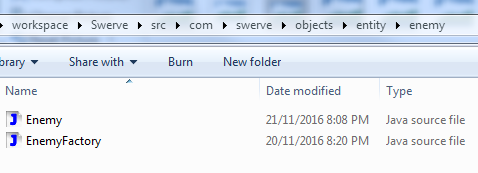 workspace Swerve src com swerve objects entity enemy
brary Share with Burn New folder
Name Date modified Type
Enemy 21/11/2016 8:08 PM Java source file
EnemyFactory 20/11/2016 8:20 PM Java source file